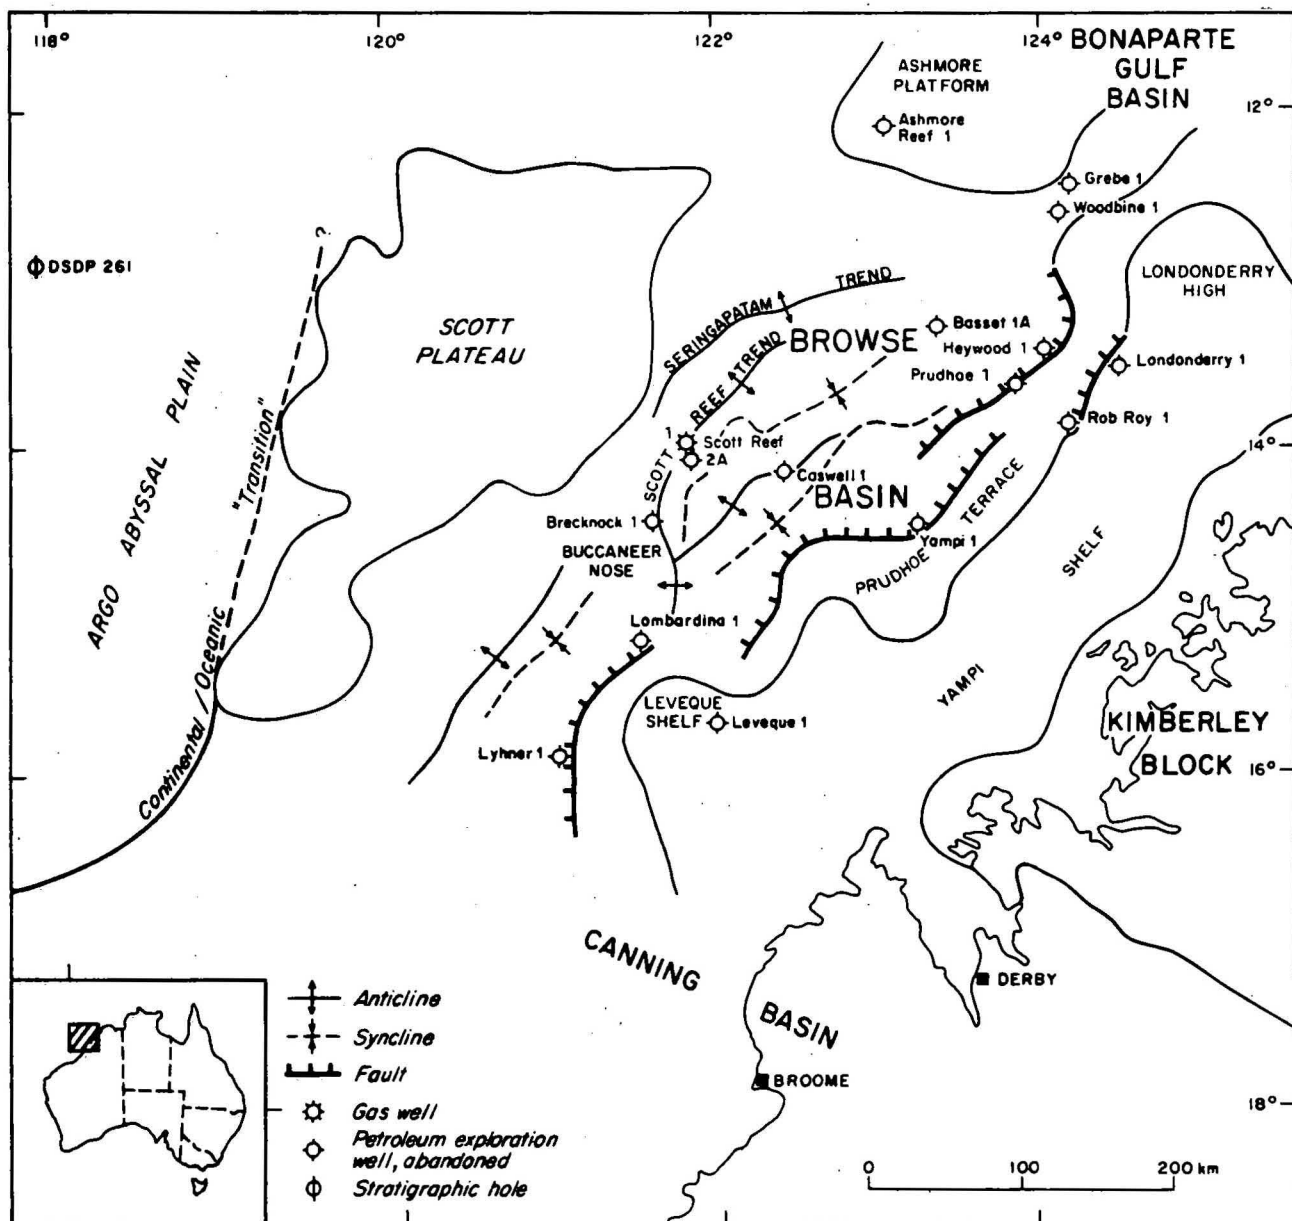 118°
120°
122°
124°
BONAPARTE
GULF
BASIN
12°
ASHMORE
PLATFORM
Ashmore
Reef 1
Grebe 1
Woodbine 1
LONDONDERRY
HIGH
?
DSDP 261
SCOTT
PLATEAU
SERINGAPATAM
TREND
BROWSE
Basset 1A
Heywood 1
Prudhoe 1
Londonderry 1
Rob Roy 1
SCOTT REEF TREND
1
Scott Reef
2A
14°
Caswell 1
BASIN
Brecknock 1
Yampi 1
BUCCANEER
NOSE
PRUDHOE TERRACE
ARGO ABYSSAL PLAIN
"Transition"
Continental / Oceanic
Lombardina 1
YAMPI SHELF
LEVEQUE
SHELF
Leveque 1
Lyhner 1
KIMBERLEY
BLOCK
16°
CANNING
BASIN
DERBY
BROOME
18°
Anticline
Syncline
Fault
Gas well
Petroleum exploration
well, abandoned
Stratigraphic hole
0
100
200 km
120°
122°